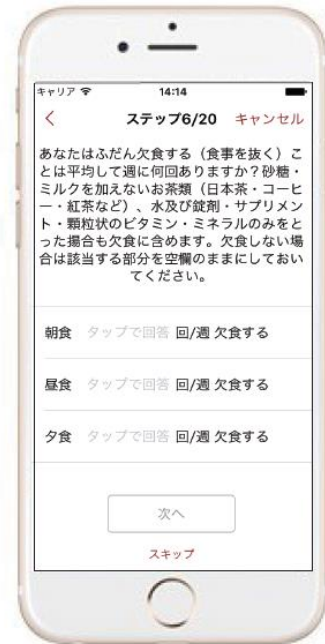 キャリア 14:14
ステップ6/20 キャンセル
あなたはふだん欠食する（食事を抜く）こ
とは平均して週に何回ありますか？砂糖・
ミルクを加えないお茶類（日本茶・コーヒ
ー・紅茶など）、水及び錠剤・サプリメン
ト・顆粒状のビタミン・ミネラルのみをと
った場合も欠食に含めます。欠食しない場
合は該当する部分を空欄のままにしておい
てください。
朝食 タップで回答 回/週 欠食する
昼食 タップで回答 回/週 欠食する
夕食 タップで回答 回/週 欠食する
次へ
スキップ